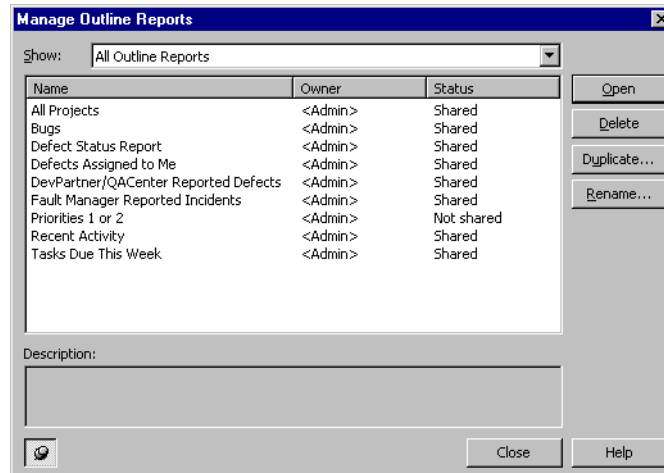 Manage Outline Reports
Show: All Outline Reports
Name Owner Status
All Projects <Admin> Shared
Bugs <Admin> Shared
Defect Status Report <Admin> Shared
Defects Assigned to Me <Admin> Shared
DevPartner/QACenter Reported Defects <Admin> Shared
Fault Manager Reported Incidents <Admin> Shared
Priorities 1 or 2 <Admin> Not shared
Recent Activity <Admin> Shared
Tasks Due This Week <Admin> Shared
Open
Delete
Duplicate...
Rename...
Description:
Close Help